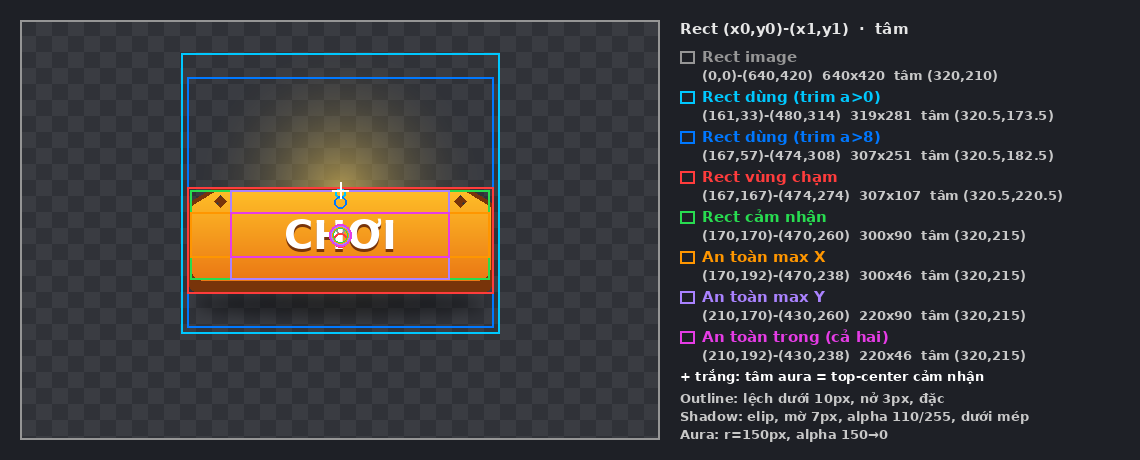 CHƠI
Rect (x0,y0)-(x1,y1)  ·  tâm
Rect image
(0,0)-(640,420)  640x420  tâm (320,210)
Rect dùng (trim a>0)
(161,33)-(480,314)  319x281  tâm (320.5,173.5)
Rect dùng (trim a>8)
(167,57)-(474,308)  307x251  tâm (320.5,182.5)
Rect vùng chạm
(167,167)-(474,274)  307x107  tâm (320.5,220.5)
Rect cảm nhận
(170,170)-(470,260)  300x90  tâm (320,215)
An toàn max X
(170,192)-(470,238)  300x46  tâm (320,215)
An toàn max Y
(210,170)-(430,260)  220x90  tâm (320,215)
An toàn trong (cả hai)
(210,192)-(430,238)  220x46  tâm (320,215)
+ trắng: tâm aura = top-center cảm nhận
Outline: lệch dưới 10px, nở 3px, đặc
Shadow: elip, mờ 7px, alpha 110/255, dưới mép
Aura: r=150px, alpha 150→0